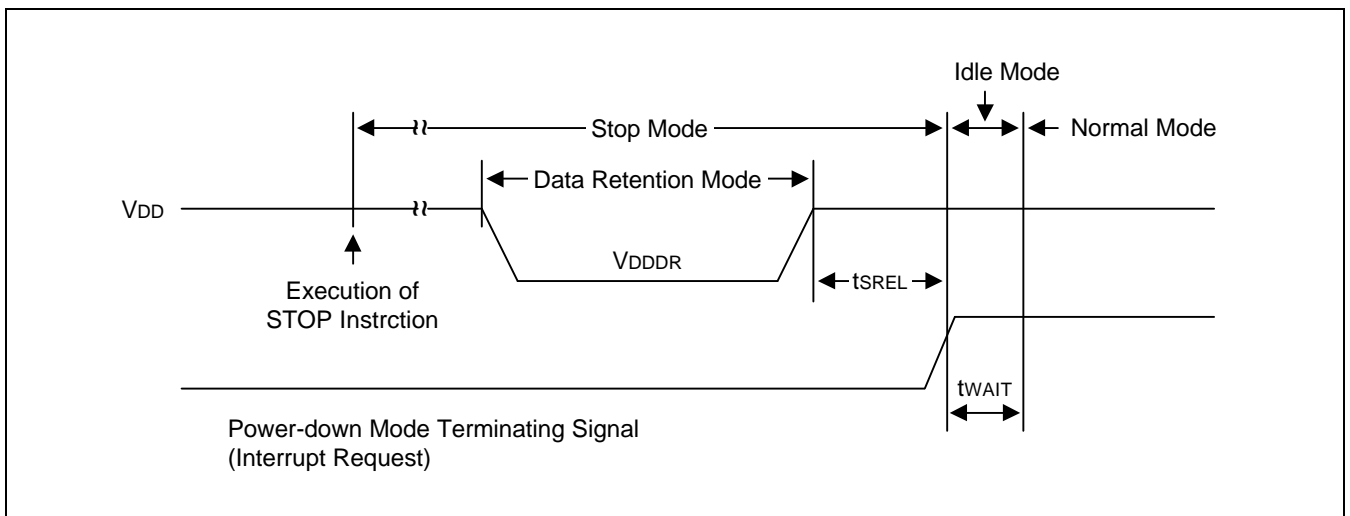 Idle Mode
Stop Mode
Normal Mode
Data Retention Mode
VDD
VDDDR
Execution of
STOP Instrction
tSREL
tWAIT
Power-down Mode Terminating Signal
(Interrupt Request)